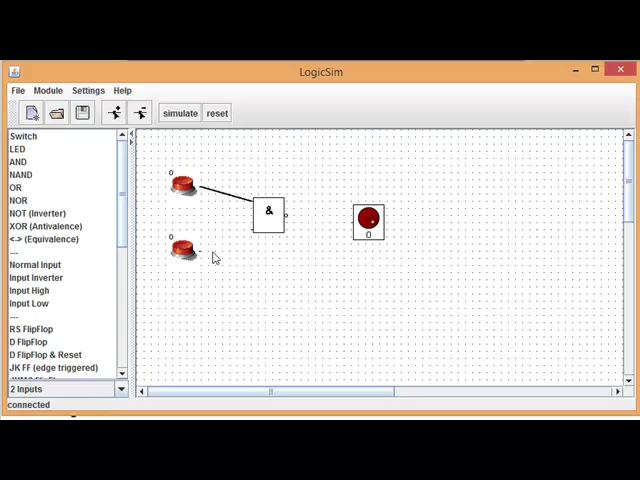 LogicSim
File Module Settings Help
simulate reset
Switch
LED
AND
NAND
OR
NOR
NOT (Inverter)
XOR (Antivalence)
<-> (Equivalence)
---
Normal Input
Input Inverter
Input High
Input Low
---
RS FlipFlop
D FlipFlop
D FlipFlop & Reset
JK FF (edge triggered)
2 Inputs
connected
0
&
0
0